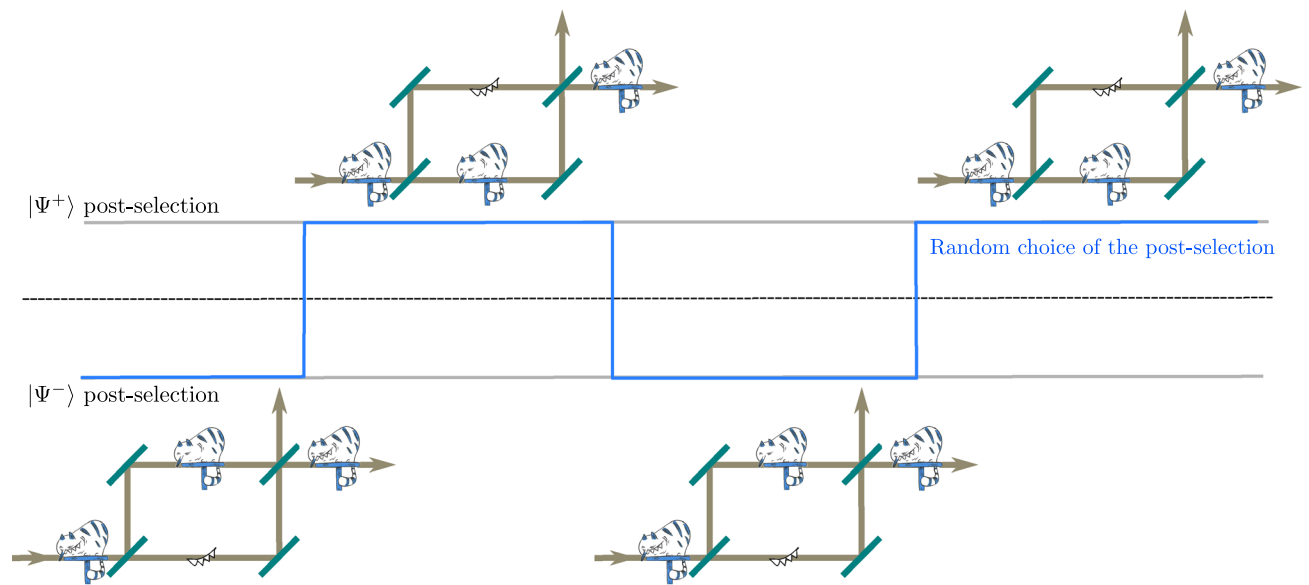 |Ψ⁺⟩ post-selection
Random choice of the post-selection
|Ψ⁻⟩ post-selection